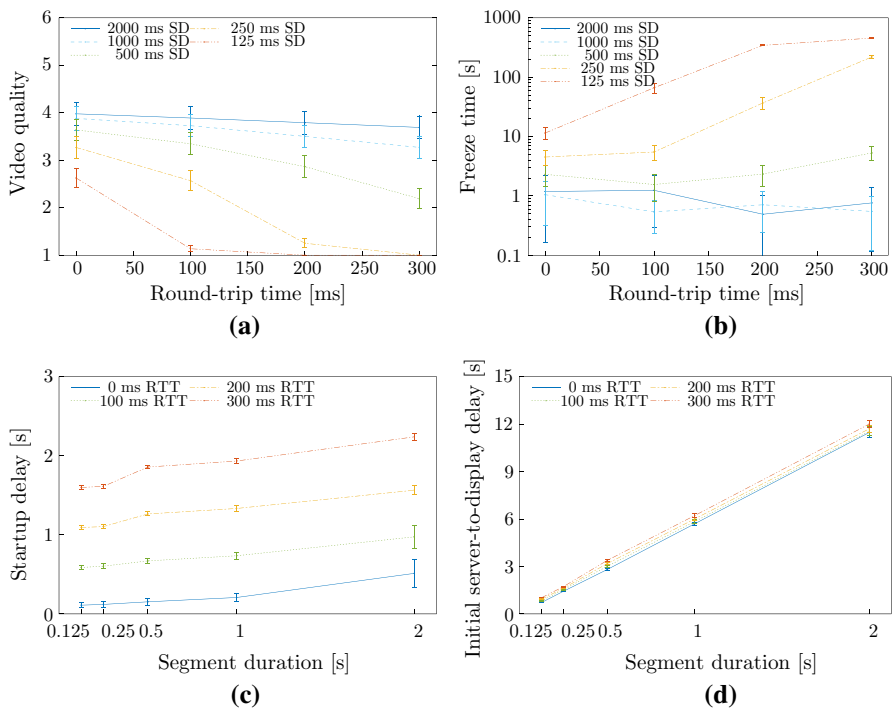 6
5
4
3
2
1
Video quality
2000 ms SD
1000 ms SD
500 ms SD
250 ms SD
125 ms SD
0 50 100 150 200 250 300
Round-trip time [ms]
(a)
1000
100
10
1
0.1
Freeze time [s]
2000 ms SD
1000 ms SD
500 ms SD
250 ms SD
125 ms SD
0 50 100 150 200 250 300
Round-trip time [ms]
(b)
3
2
1
0
Startup delay [s]
0 ms RTT
100 ms RTT
200 ms RTT
300 ms RTT
0.125 0.25 0.5 1 2
Segment duration [s]
(c)
15
12
9
6
3
0
Initial server-to-display delay [s]
0 ms RTT
100 ms RTT
200 ms RTT
300 ms RTT
0.125 0.25 0.5 1 2
Segment duration [s]
(d)